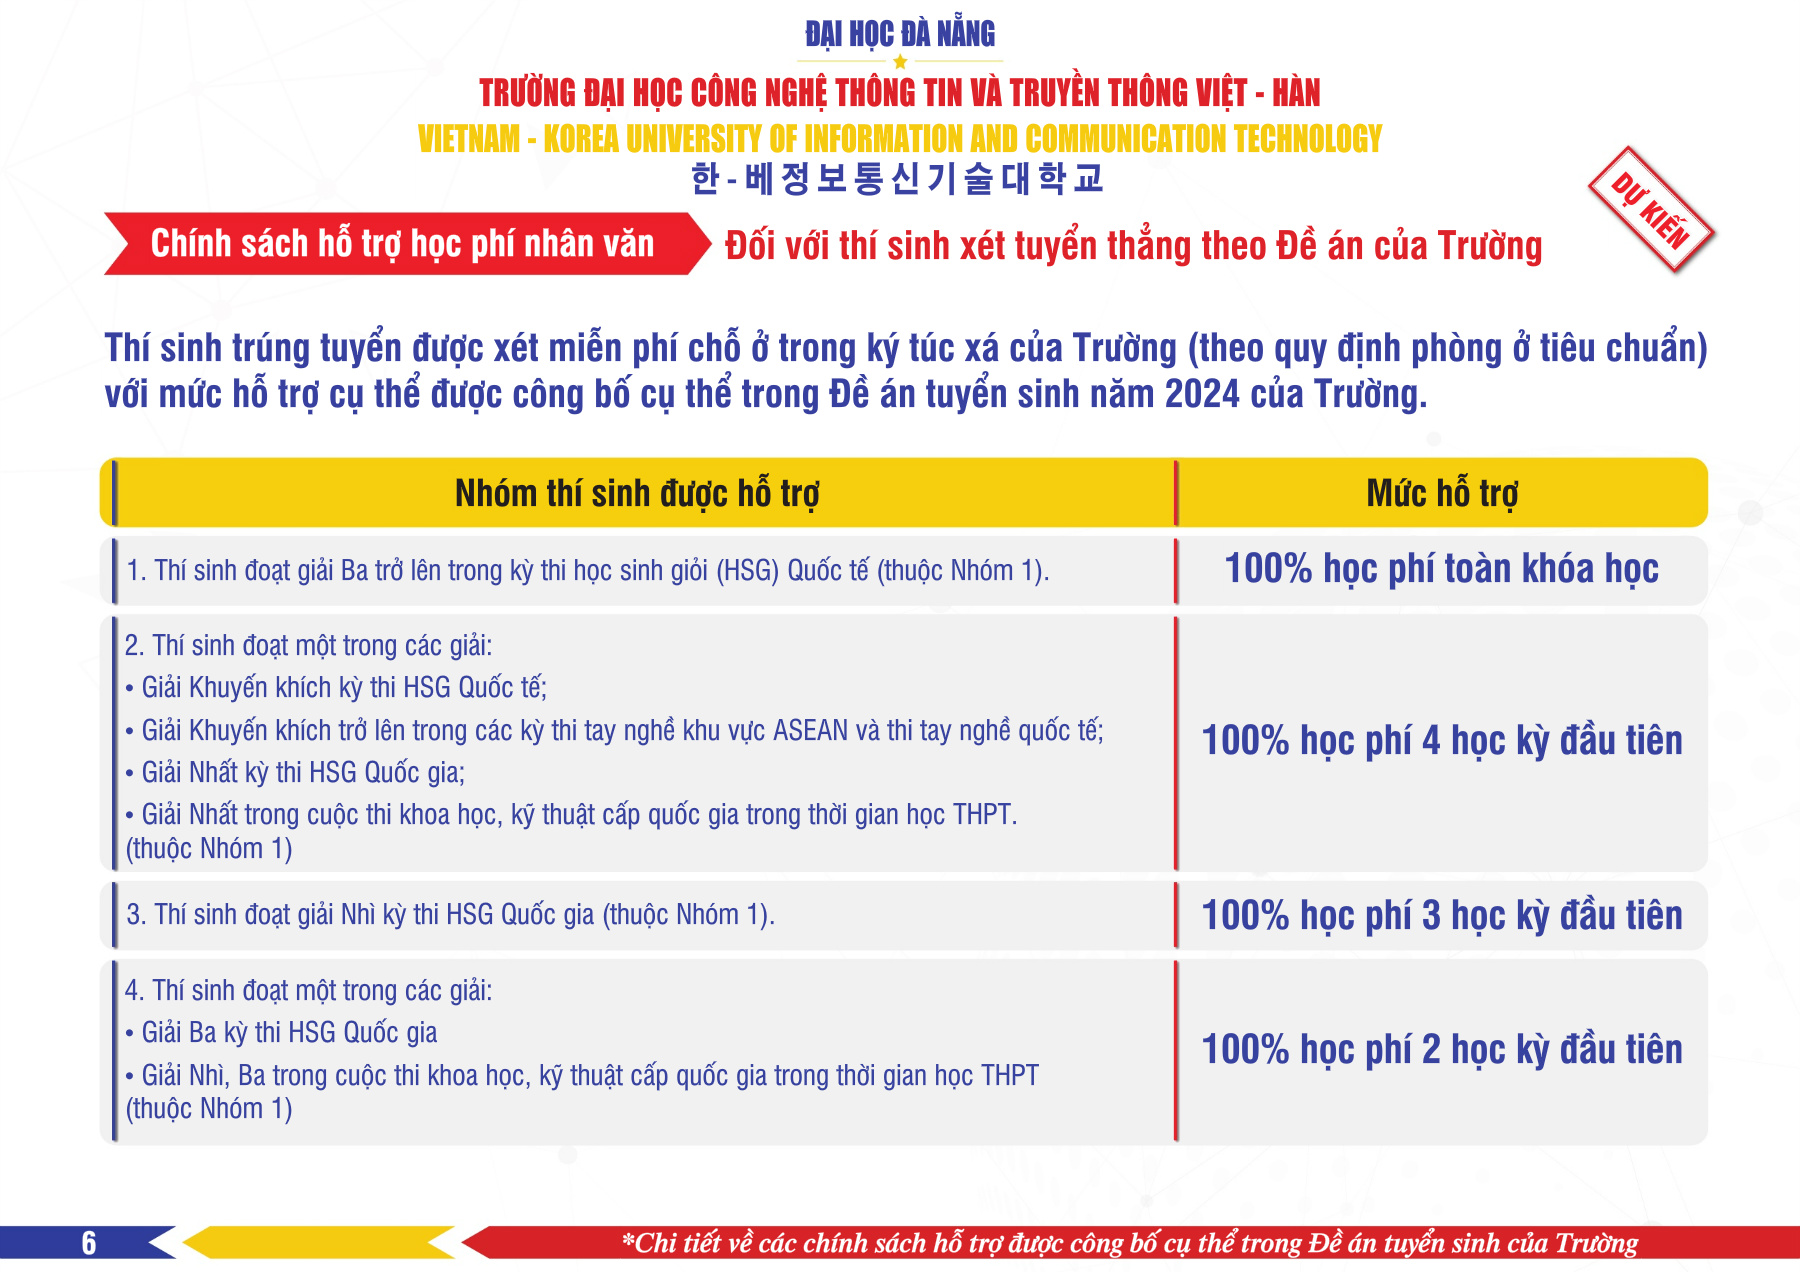 ĐẠI HỌC ĐÀ NẴNG
TRƯỜNG ĐẠI HỌC CÔNG NGHỆ THÔNG TIN VÀ TRUYỀN THÔNG VIỆT - HÀN
VIETNAM - KOREA UNIVERSITY OF INFORMATION AND COMMUNICATION TECHNOLOGY
한-베정보통신기술대학교
DỰ KIẾN
Chính sách hỗ trợ học phí nhân văn
Đối với thí sinh xét tuyển thẳng theo Đề án của Trường
Thí sinh trúng tuyển được xét miễn phí chỗ ở trong ký túc xá của Trường (theo quy định phòng ở tiêu chuẩn)
với mức hỗ trợ cụ thể được công bố cụ thể trong Đề án tuyển sinh năm 2024 của Trường.
Nhóm thí sinh được hỗ trợ
Mức hỗ trợ
1. Thí sinh đoạt giải Ba trở lên trong kỳ thi học sinh giỏi (HSG) Quốc tế (thuộc Nhóm 1).
100% học phí toàn khóa học
2. Thí sinh đoạt một trong các giải:
• Giải Khuyến khích kỳ thi HSG Quốc tế;
• Giải Khuyến khích trở lên trong các kỳ thi tay nghề khu vực ASEAN và thi tay nghề quốc tế;
• Giải Nhất kỳ thi HSG Quốc gia;
• Giải Nhất trong cuộc thi khoa học, kỹ thuật cấp quốc gia trong thời gian học THPT.
(thuộc Nhóm 1)
100% học phí 4 học kỳ đầu tiên
3. Thí sinh đoạt giải Nhì kỳ thi HSG Quốc gia (thuộc Nhóm 1).
100% học phí 3 học kỳ đầu tiên
4. Thí sinh đoạt một trong các giải:
• Giải Ba kỳ thi HSG Quốc gia
• Giải Nhì, Ba trong cuộc thi khoa học, kỹ thuật cấp quốc gia trong thời gian học THPT
(thuộc Nhóm 1)
100% học phí 2 học kỳ đầu tiên
6
*Chi tiết về các chính sách hỗ trợ được công bố cụ thể trong Đề án tuyển sinh của Trường